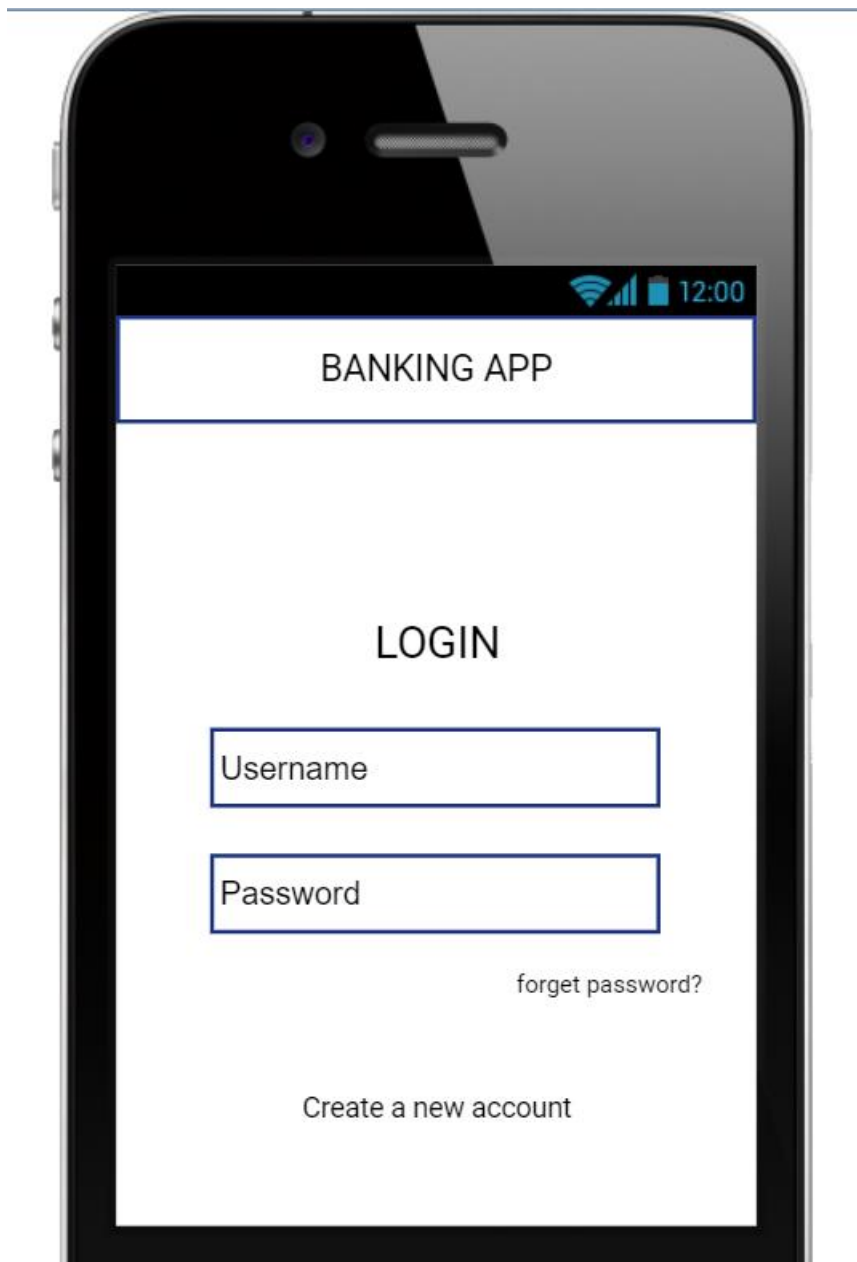 12:00
BANKING APP
LOGIN
Username
Password
forget password?
Create a new account